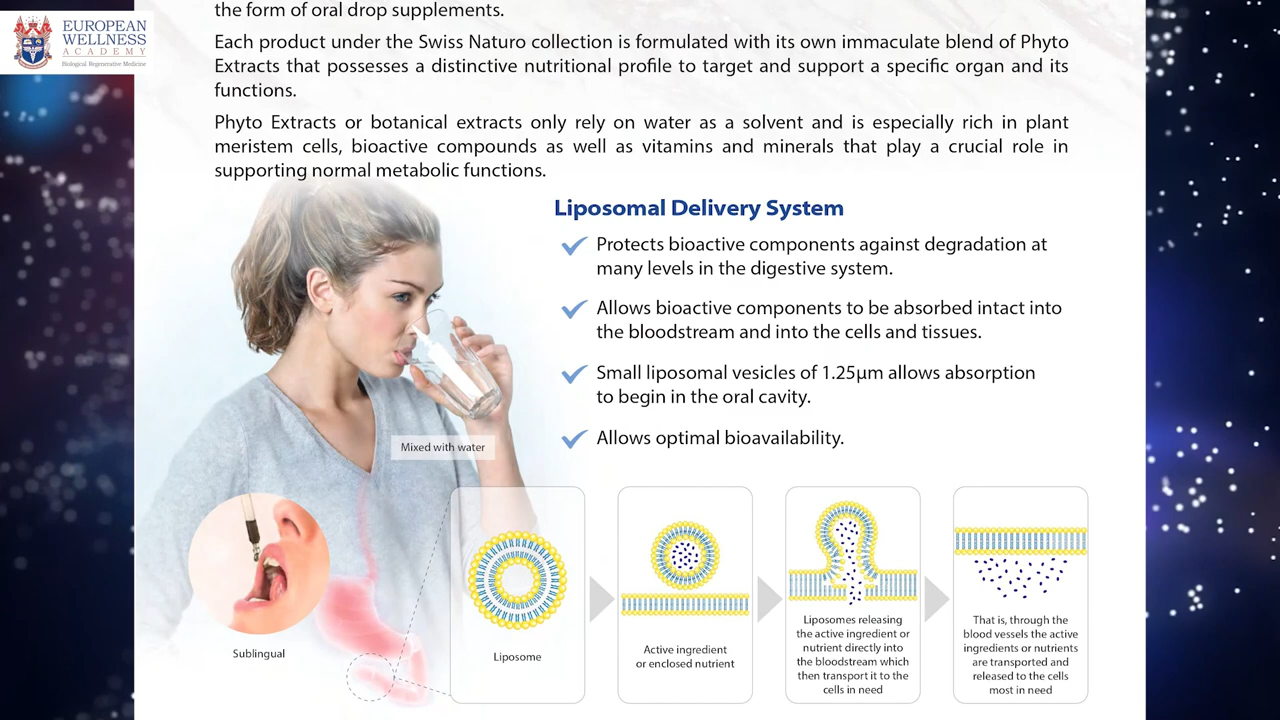 EUROPEAN
WELLNESS
ACADEMY
Biological Regenerative Medicine
the form of oral drop supplements.
Each product under the Swiss Nature collection is formulated with its own immaculate blend of Phyto
Extracts that possesses a distinctive nutritional profile to target and support a specific organ and its
functions.
Phyto Extracts or botanical extracts only rely on water as a solvent and is especially rich in plant
meristem cells, bioactive compounds as well as vitamins and minerals that play a crucial role in
supporting normal metabolic functions.
Liposomal Delivery System
Protects bioactive components against degradation at
many levels in the digestive system.
Allows bioactive components to be absorbed intact into
the bloodstream and into the cells and tissues.
Small liposomal vesicles of 1.25μm allows absorption
to begin in the oral cavity.
Allows optimal bioavailability.
Mixed with water
Sublingual
Liposome
Active ingredient
or enclosed nutrient
Liposomes releasing
the active ingredient or
nutrient directly into
the bloodstream which
then transport it to the
cells in need
That is, through the
blood vessels the active
ingredients or nutrients
are transported and
released to the cells
most in need